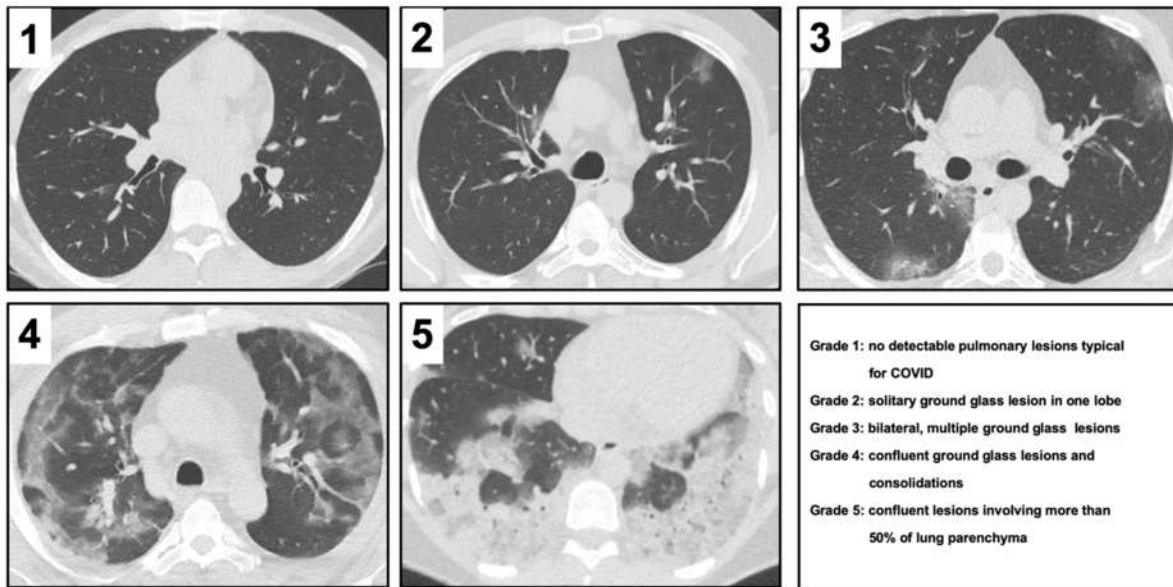 1
2
3
4
5
Grade 1: no detectable pulmonary lesions typical
for COVID
Grade 2: solitary ground glass lesion in one lobe
Grade 3: bilateral, multiple ground glass lesions
Grade 4: confluent ground glass lesions and
consolidations
Grade 5: confluent lesions involving more than
50% of lung parenchyma